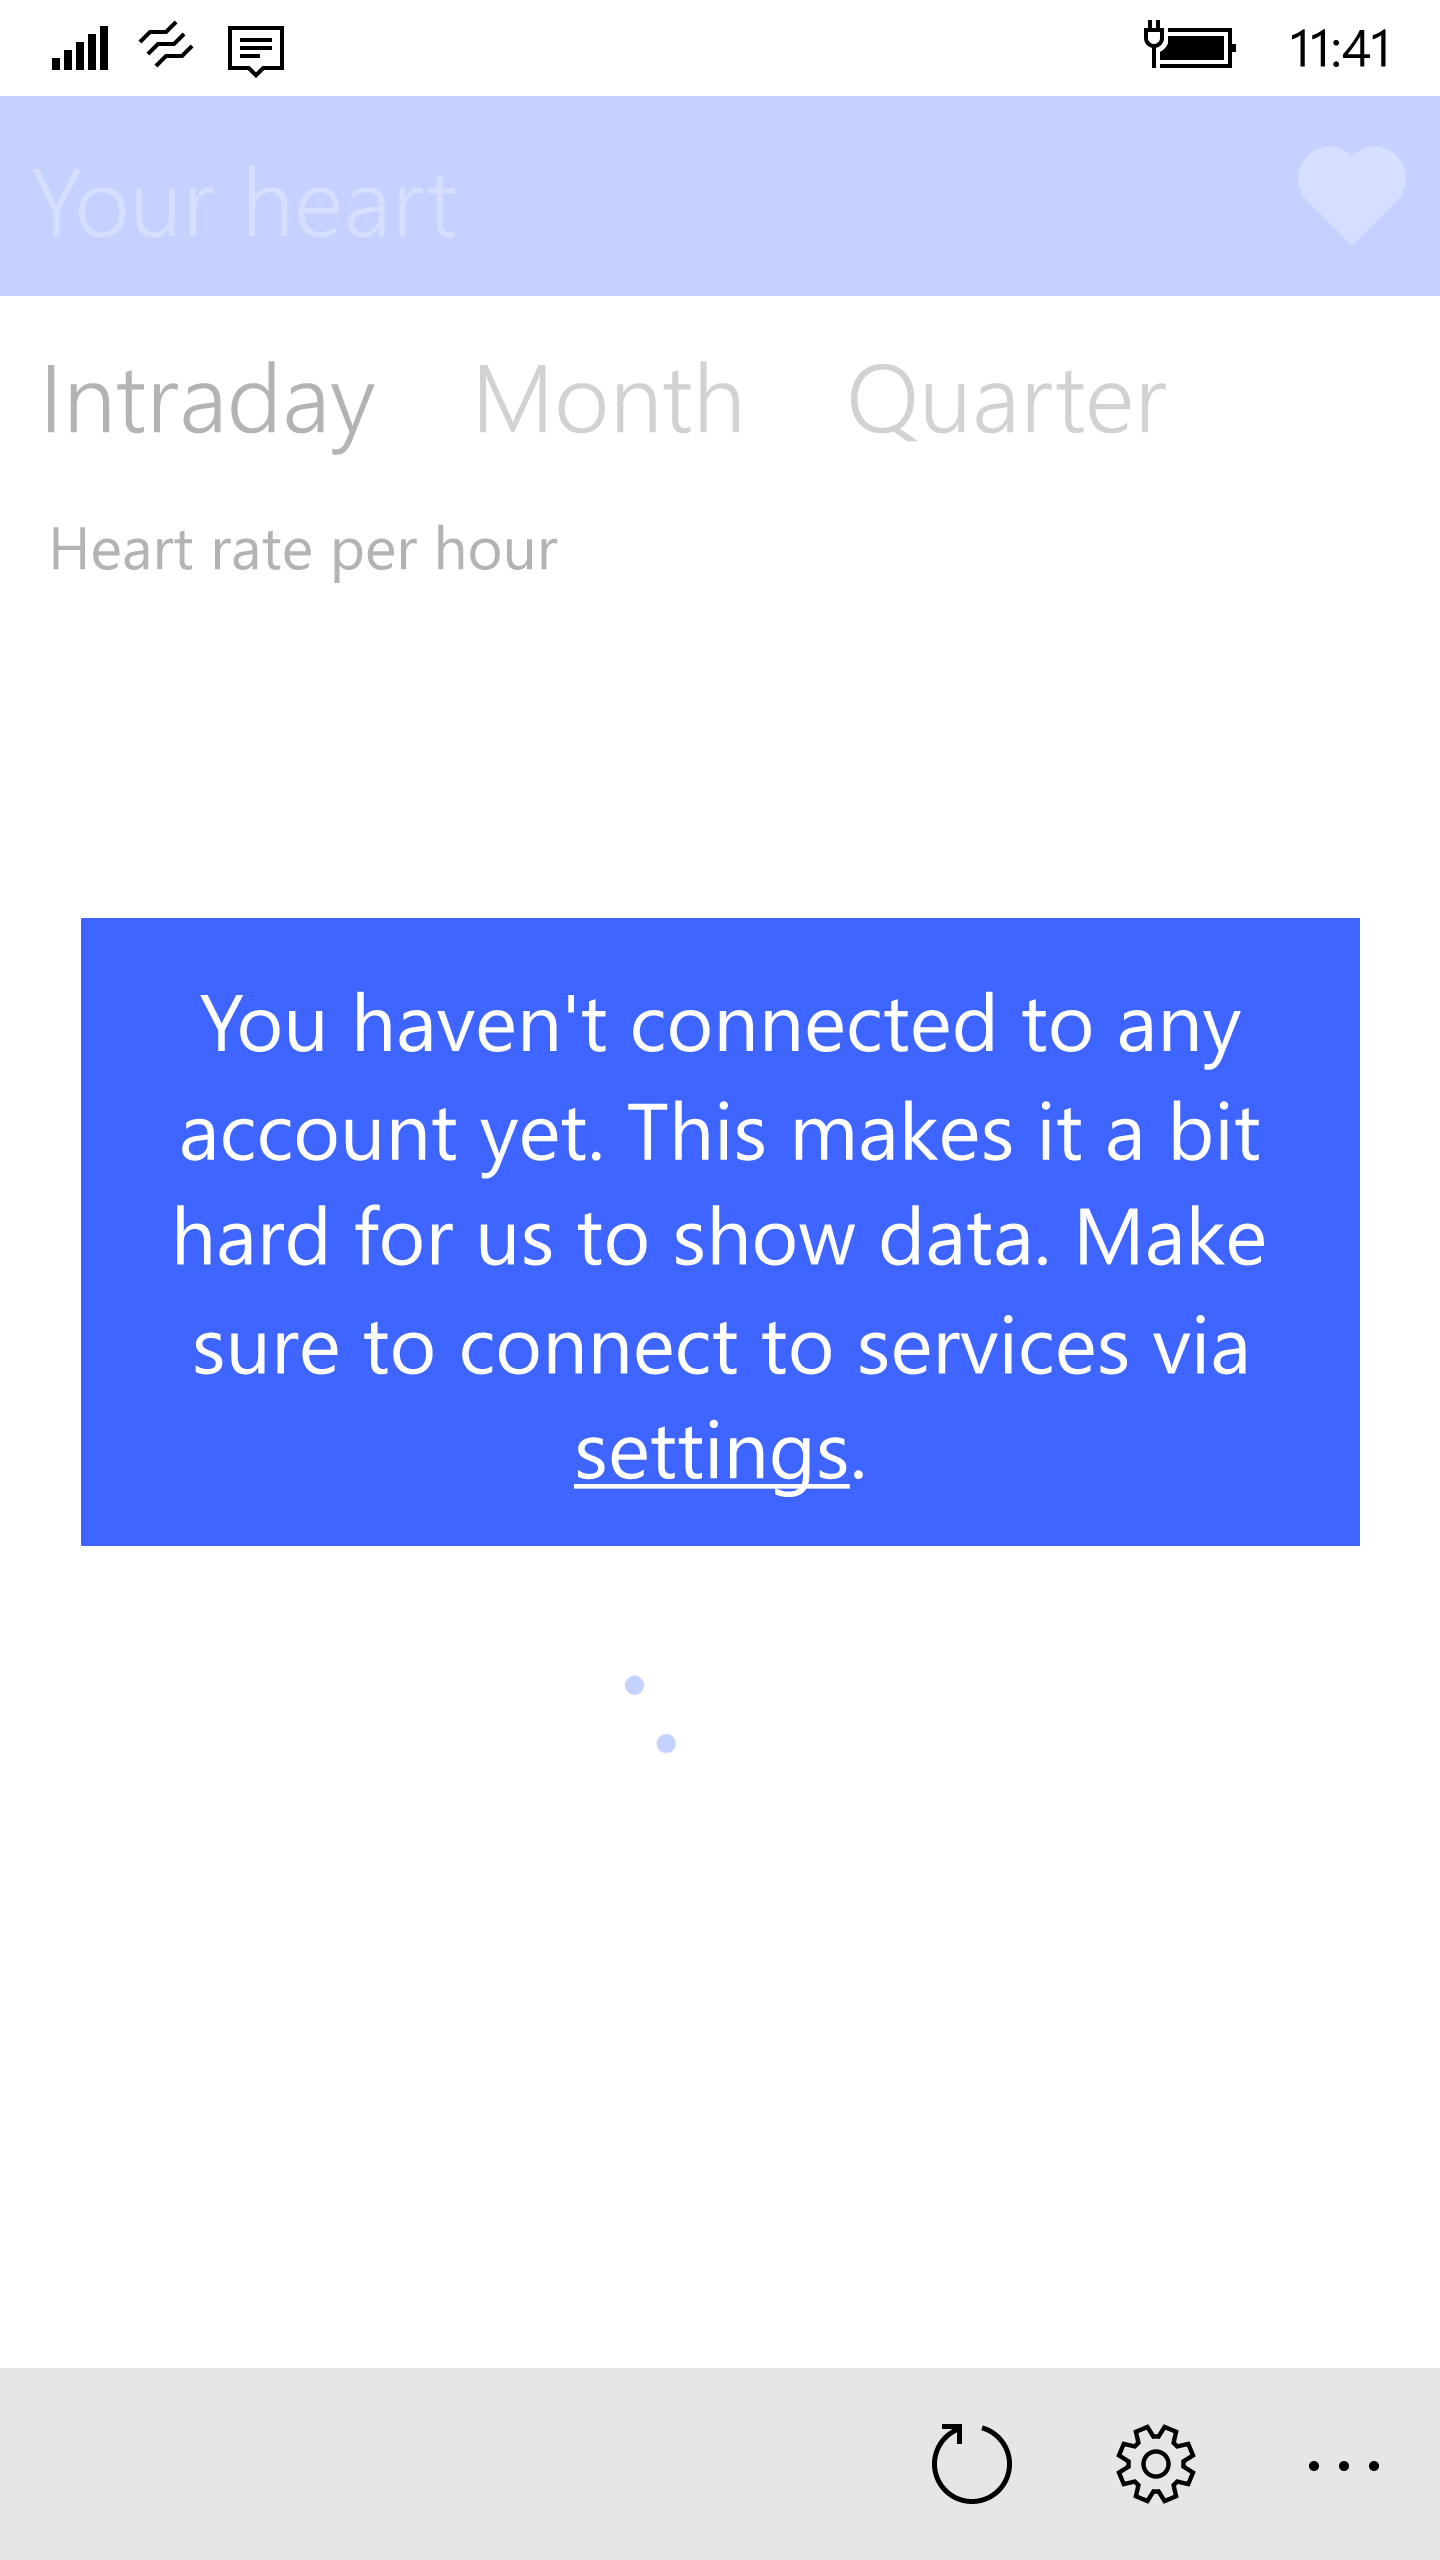 11:41
Your heart
Intraday Month Quarter
Heart rate per hour
You haven't connected to any
account yet. This makes it a bit
hard for us to show data. Make
sure to connect to services via
settings.